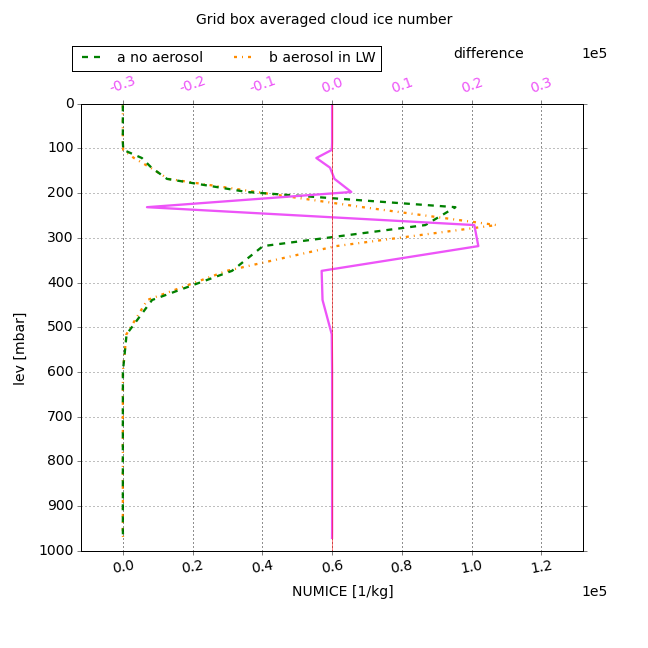 Grid box averaged cloud ice number
a no aerosol b aerosol in LW difference 1e5
-0.3 -0.2 -0.1 0.0 0.1 0.2 0.3
0
100
200
300
400
500
600
700
800
900
1000
lev [mbar]
0.0 0.2 0.4 0.6 0.8 1.0 1.2
NUMICE [1/kg] 1e5